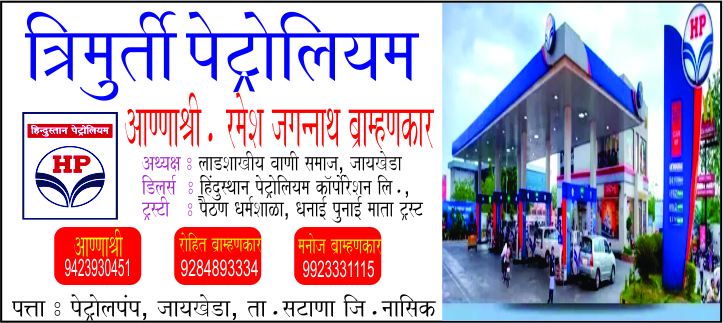 त्रिमुर्ती पेट्रोलियम
आण्णाश्री. रमेश जगन्नाथ ब्राम्हणकार
हिन्दुस्तान पेट्रोलियम
HP
अध्यक्ष : लाडशाखीय वाणी समाज, जायखेडा
डिलर्स : हिंदुस्थान पेट्रोलियम कॉर्पोरेशन लि.,
ट्रस्टी : पैठण धर्मशाळा, धनाई पुनाई माता ट्रस्ट
आण्णाश्री
9423930451
रोहित ब्राम्हणकार
9284893334
मनोज ब्राम्हणकार
9923331115
पत्ता : पेट्रोलपंप, जायखेडा, ता.सटाणा जि.नासिक
HP